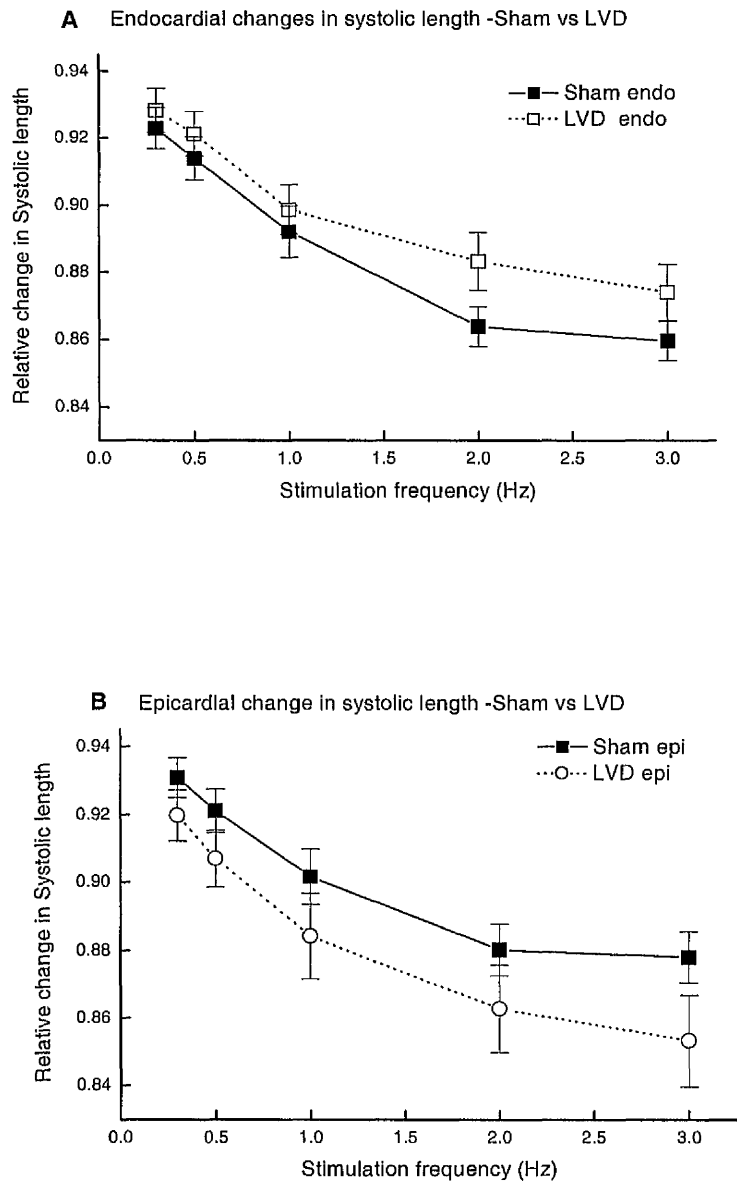 A Endocardial changes in systolic length -Sham vs LVD
Sham endo
LVD endo
Relative change in Systolic length
0.94
0.92
0.90
0.88
0.86
0.84
0.0 0.5 1.0 1.5 2.0 2.5 3.0
Stimulation frequency (Hz)
B Epicardial change in systolic length -Sham vs LVD
Sham epi
LVD epi
Relative change in Systolic length
0.94
0.92
0.90
0.88
0.86
0.84
0.0 0.5 1.0 1.5 2.0 2.5 3.0
Stimulation frequency (Hz)